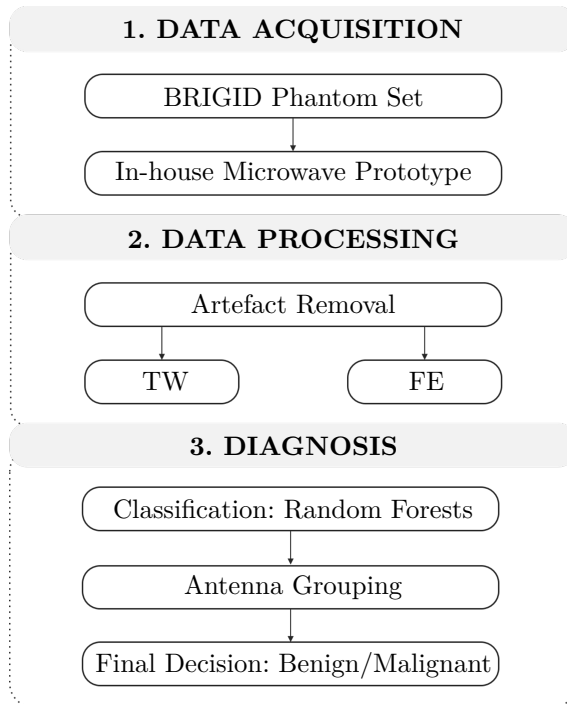 1. DATA ACQUISITION
BRIGID Phantom Set
In-house Microwave Prototype
2. DATA PROCESSING
Artefact Removal
TW
FE
3. DIAGNOSIS
Classification: Random Forests
Antenna Grouping
Final Decision: Benign/Malignant